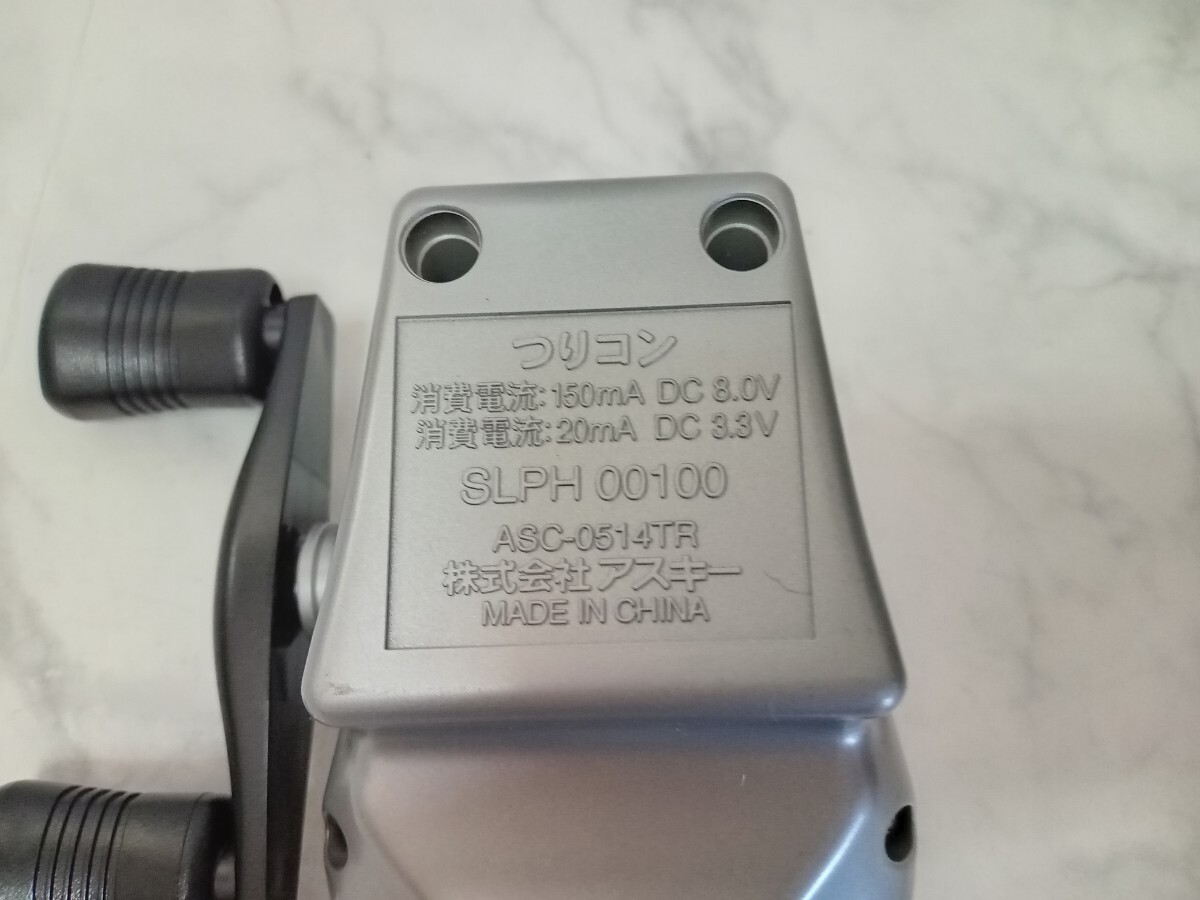 つりコン
消費電流:150mA DC 8.0V
消費電流:20mA DC 3.3V
SLPH 00100
ASC-0514TR
株式会社アスキー
MADE IN CHINA